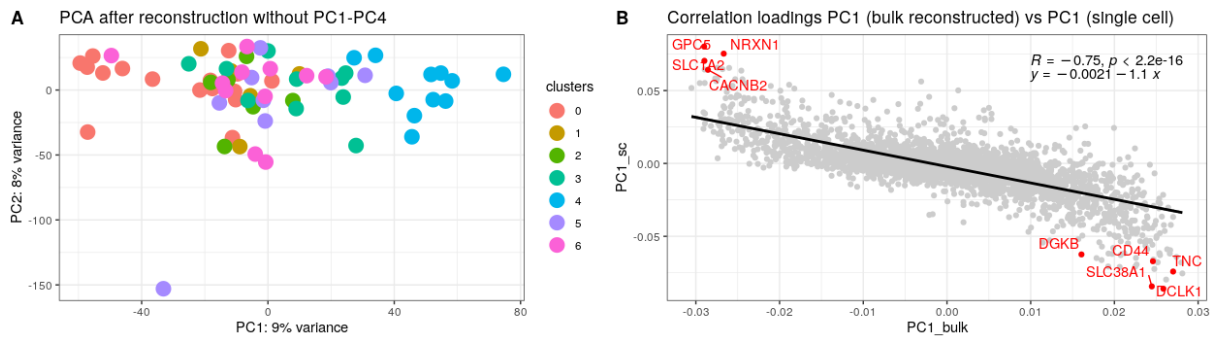 A
PCA after reconstruction without PC1-PC4
PC2: 8% variance
0
-50
-100
-150
-40
0
40
80
PC1: 9% variance
clusters
0
1
2
3
4
5
6
B
Correlation loadings PC1 (bulk reconstructed) vs PC1 (single cell)
PC1_sc
0.05
0.00
-0.05
GPC5
NRXN1
SLC1A2
CACNB2
R = −0.75, p < 2.2e-16
y = −0.0021 −1.1 x
DGKB
CD44
TNC
SLC38A1
DCLK1
-0.03
-0.02
-0.01
0.00
0.01
0.02
0.03
PC1_bulk